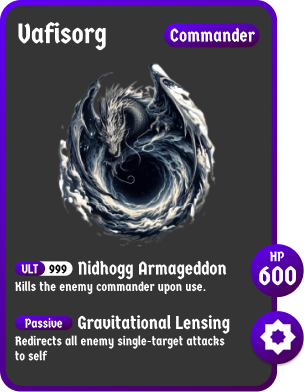 Vafisorg
Commander
HP
600
ULT 999 Nidhogg Armageddon
Kills the enemy commander upon use.
Passive Gravitational Lensing
Redirects all enemy single-target attacks
to self